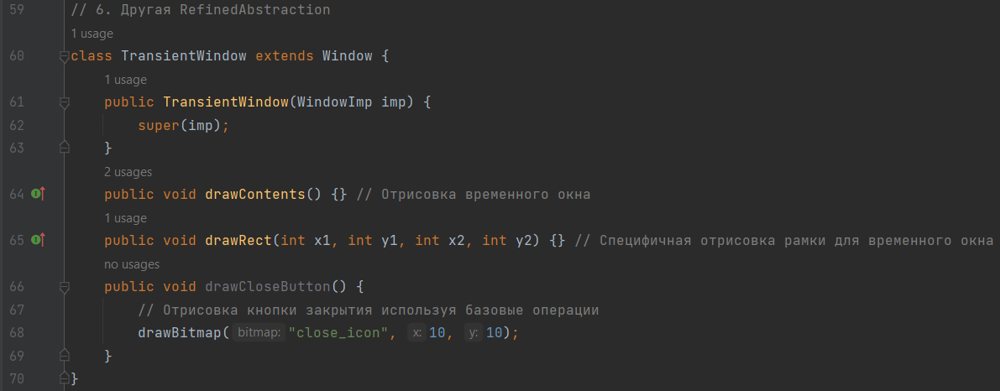 59 // 6. Другая RefinedAbstraction
1 usage
60 class TransientWindow extends Window {
1 usage
61 public TransientWindow(WindowImp imp) {
62 super(imp);
63 }
2 usages
64 public void drawContents() {} // Отрисовка временного окна
1 usage
65 public void drawRect(int x1, int y1, int x2, int y2) {} // Специфичная отрисовка рамки для временного окна
no usages
66 public void drawCloseButton() {
67 // Отрисовка кнопки закрытия используя базовые операции
68 drawBitmap( bitmap: "close_icon", x: 10, y: 10);
69 }
70 }